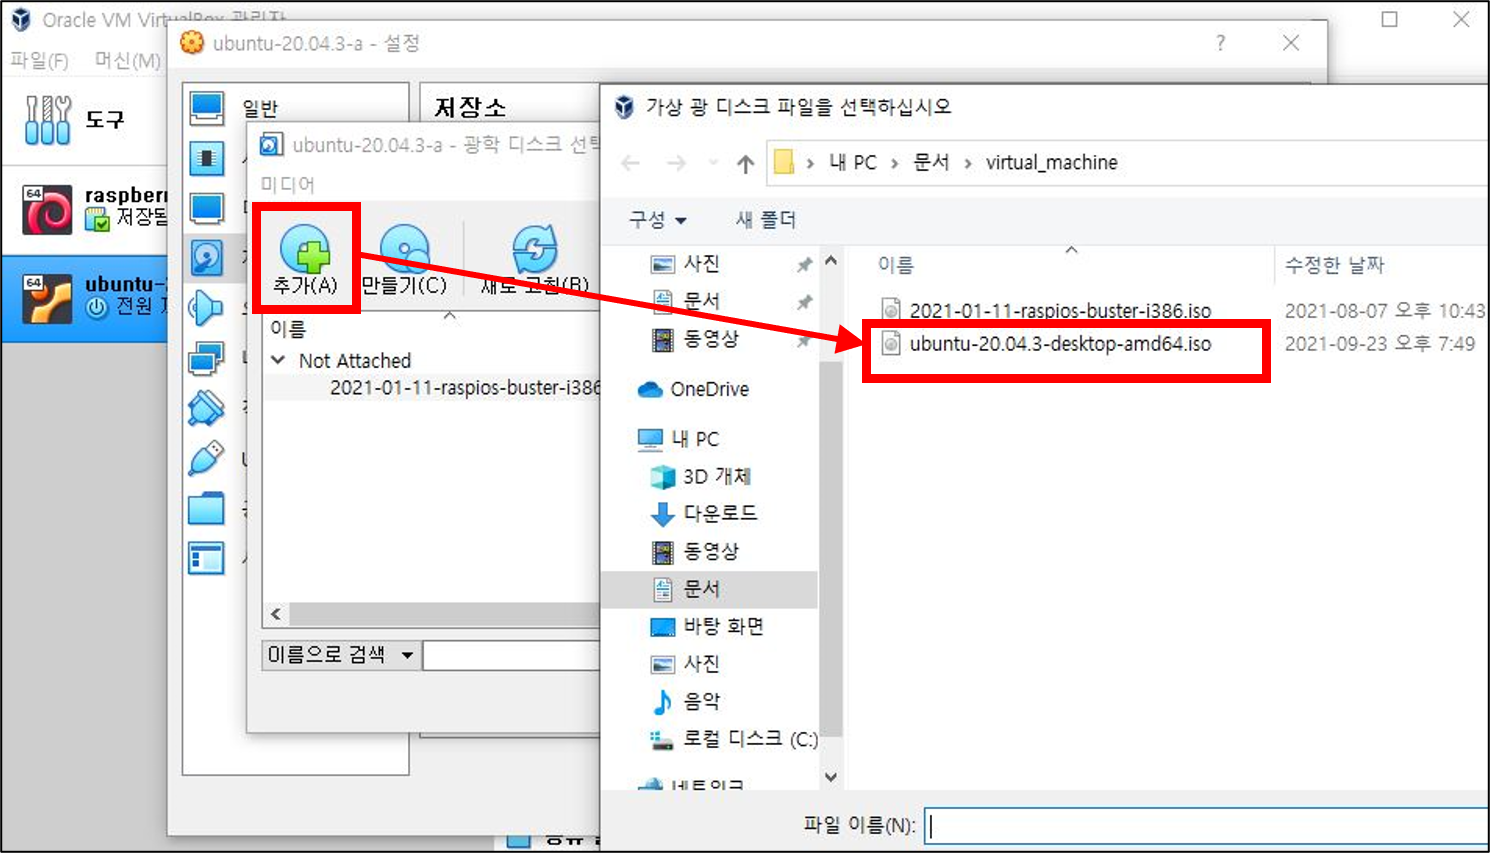 Oracle VM VirtualBox 관리자
파일(F) 머신(M)
도구
raspberr
저장됨
ubuntu-2
전원
ubuntu-20.04.3-a - 설정
일반
저장소
ubuntu-20.04.3-a - 광학 디스크 선택
미디어
추가(A) 만들기(C) 새로 고침(R)
이름
Not Attached
2021-01-11-raspios-buster-i386
이름으로 검색
가상 광 디스크 파일을 선택하십시오
내 PC > 문서 > virtual_machine
구성 새 폴더
사진
문서
동영상
OneDrive
내 PC
3D 개체
다운로드
동영상
문서
바탕 화면
사진
음악
로컬 디스크 (C:)
네트워크
이름 수정한 날짜
2021-01-11-raspios-buster-i386.iso 2021-08-07 오후 10:43
ubuntu-20.04.3-desktop-amd64.iso 2021-09-23 오후 7:49
파일 이름(N):
64
64